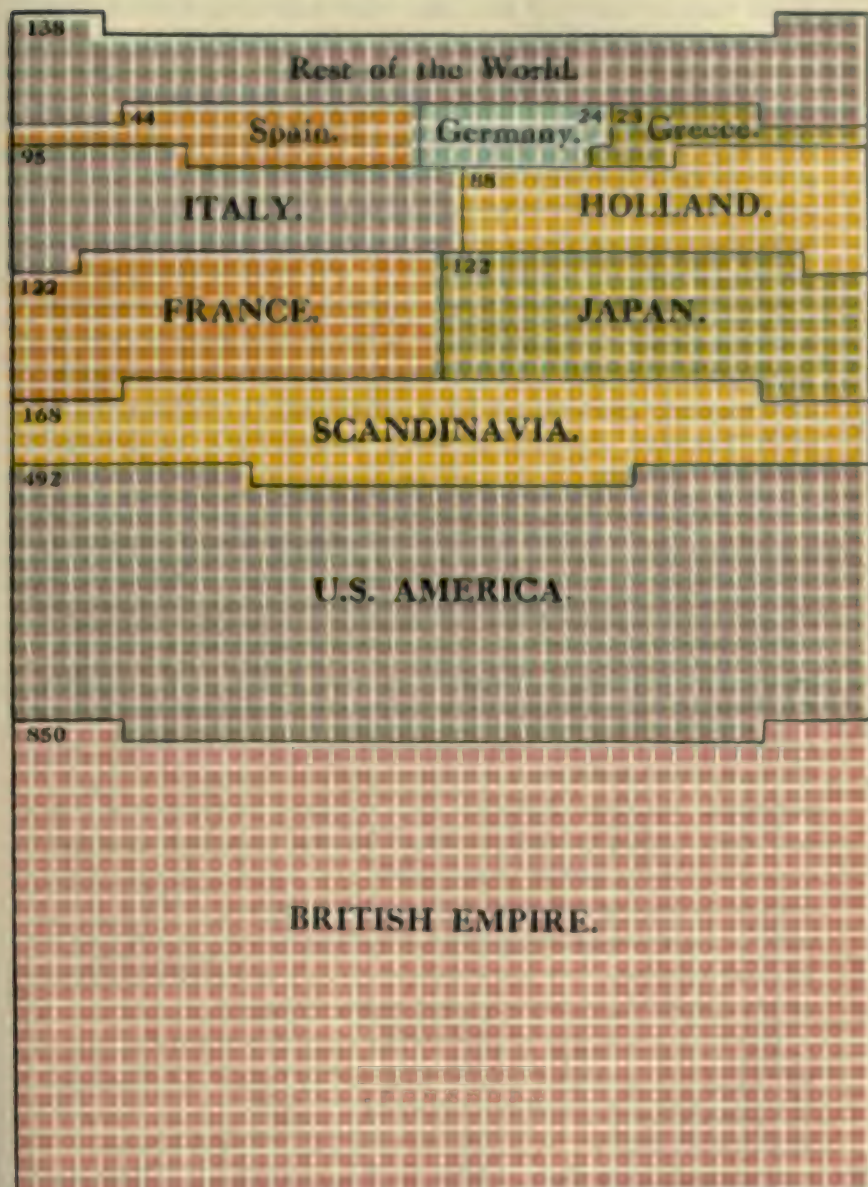 138
Rest of the World.
44
Spain.
Germany.
24
23
Greece.
95
ITALY.
88
HOLLAND.
122
FRANCE.
122
JAPAN.
168
SCANDINAVIA.
492
U.S. AMERICA.
850
BRITISH EMPIRE.